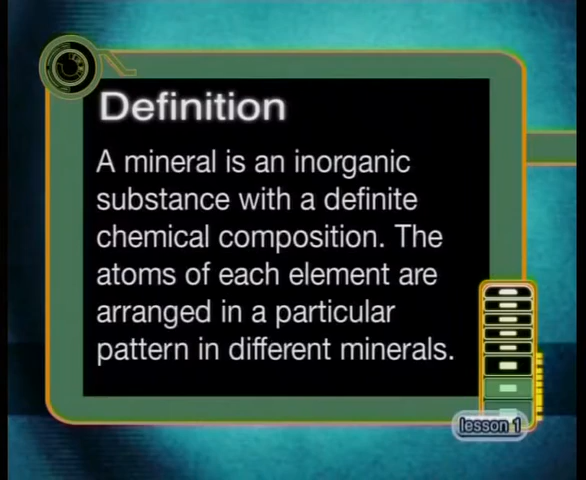 Definition
A mineral is an inorganic
substance with a definite
chemical composition. The
atoms of each element are
arranged in a particular
pattern in different minerals.
lesson 1